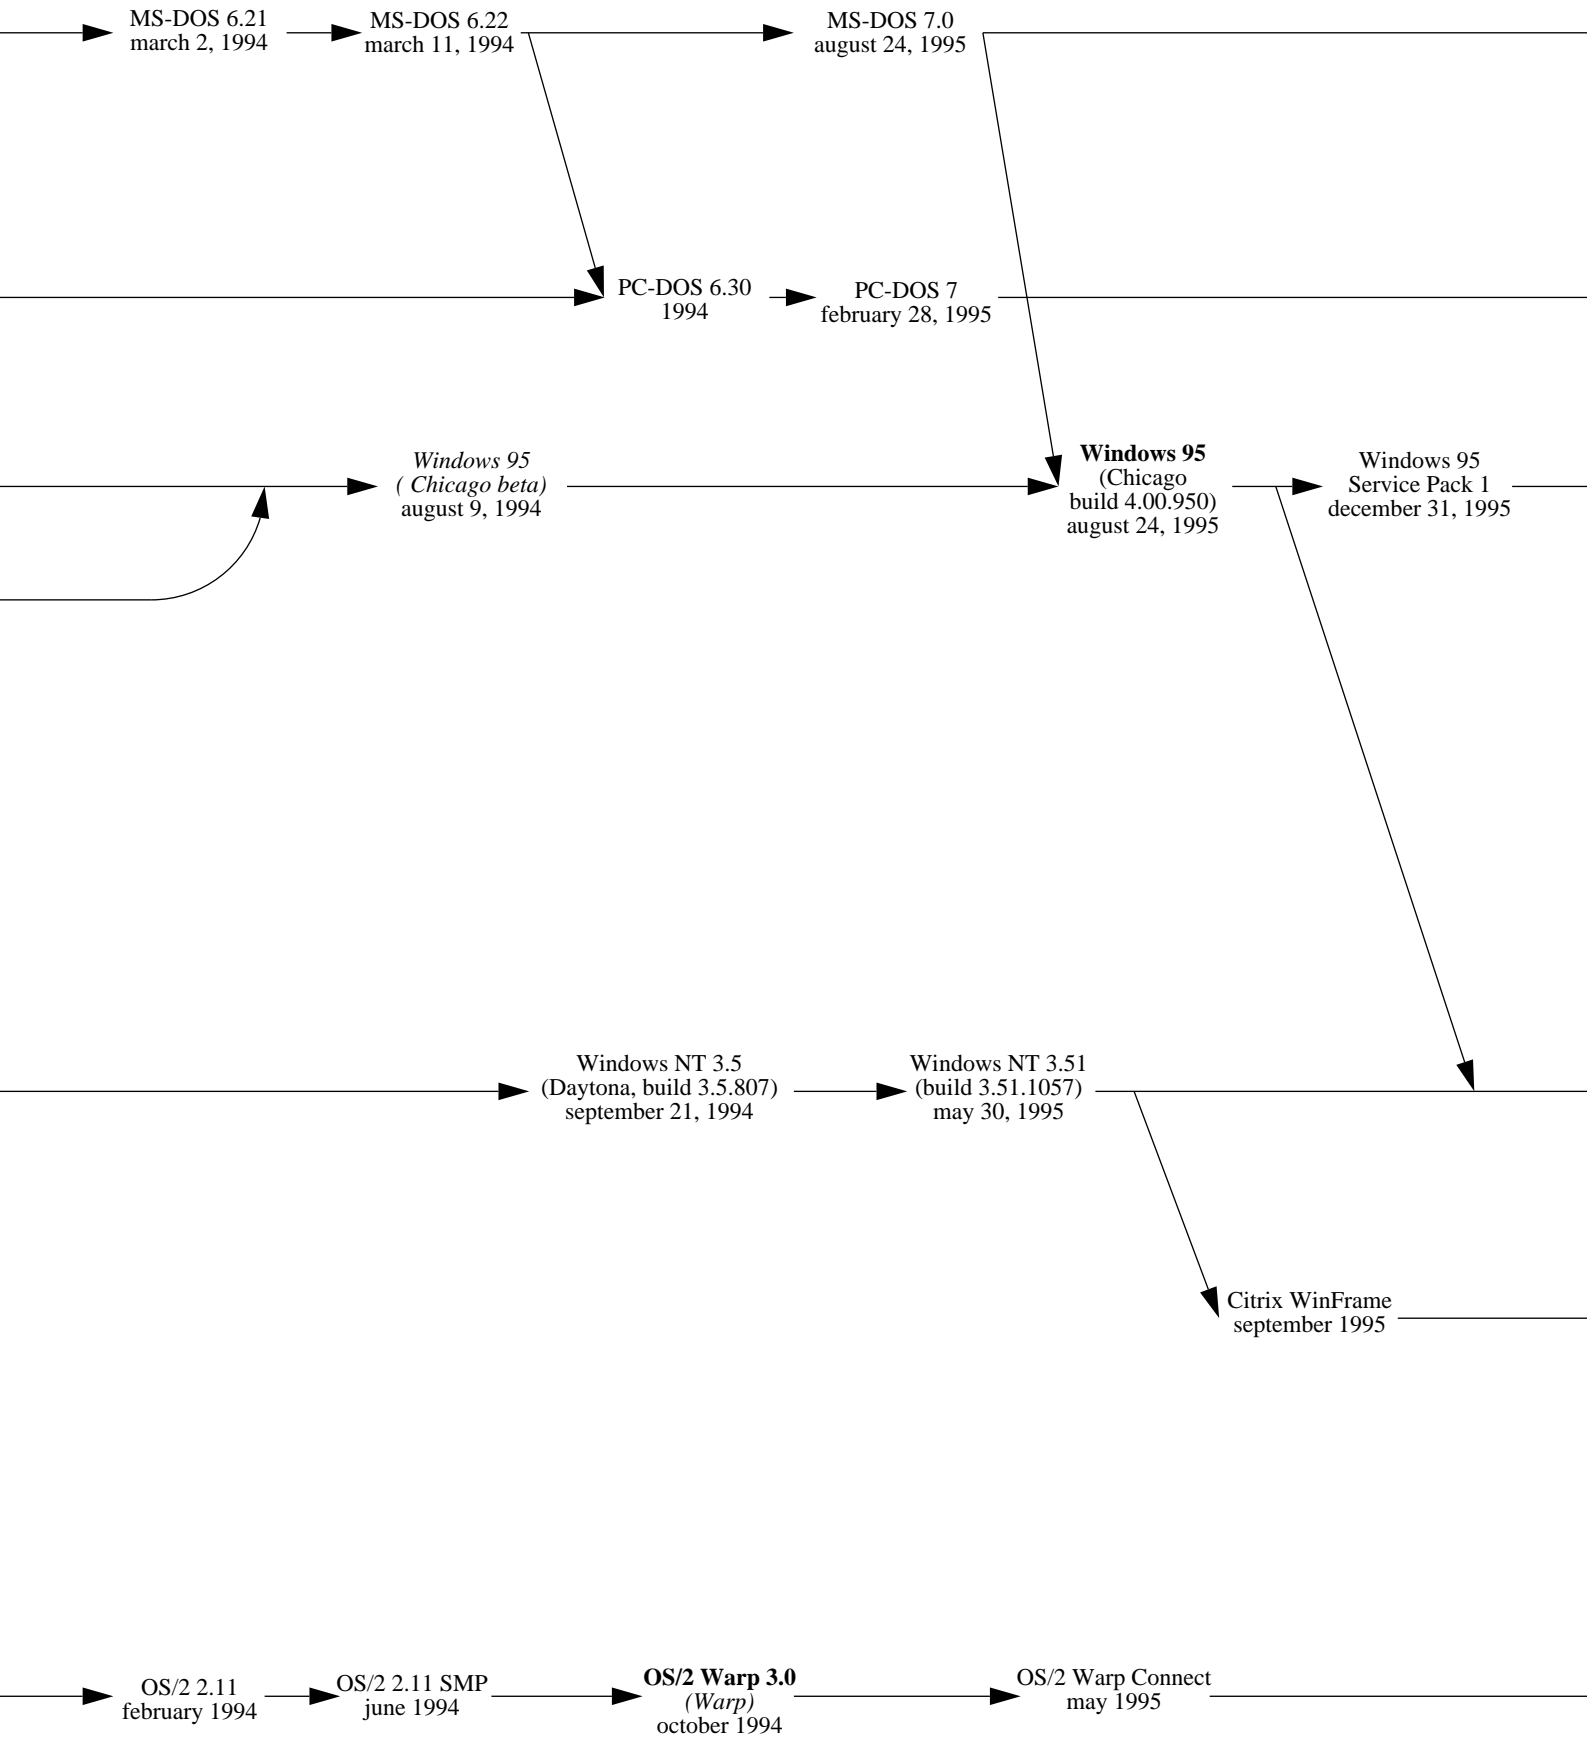 MS-DOS 6.21
march 2, 1994
MS-DOS 6.22
march 11, 1994
MS-DOS 7.0
august 24, 1995
PC-DOS 6.30
1994
PC-DOS 7
february 28, 1995
Windows 95
( Chicago beta)
august 9, 1994
Windows 95
(Chicago
build 4.00.950)
august 24, 1995
Windows 95
Service Pack 1
december 31, 1995
Windows NT 3.5
(Daytona, build 3.5.807)
september 21, 1994
Windows NT 3.51
(build 3.51.1057)
may 30, 1995
Citrix WinFrame
september 1995
OS/2 2.11
february 1994
OS/2 2.11 SMP
june 1994
OS/2 Warp 3.0
(Warp)
october 1994
OS/2 Warp Connect
may 1995